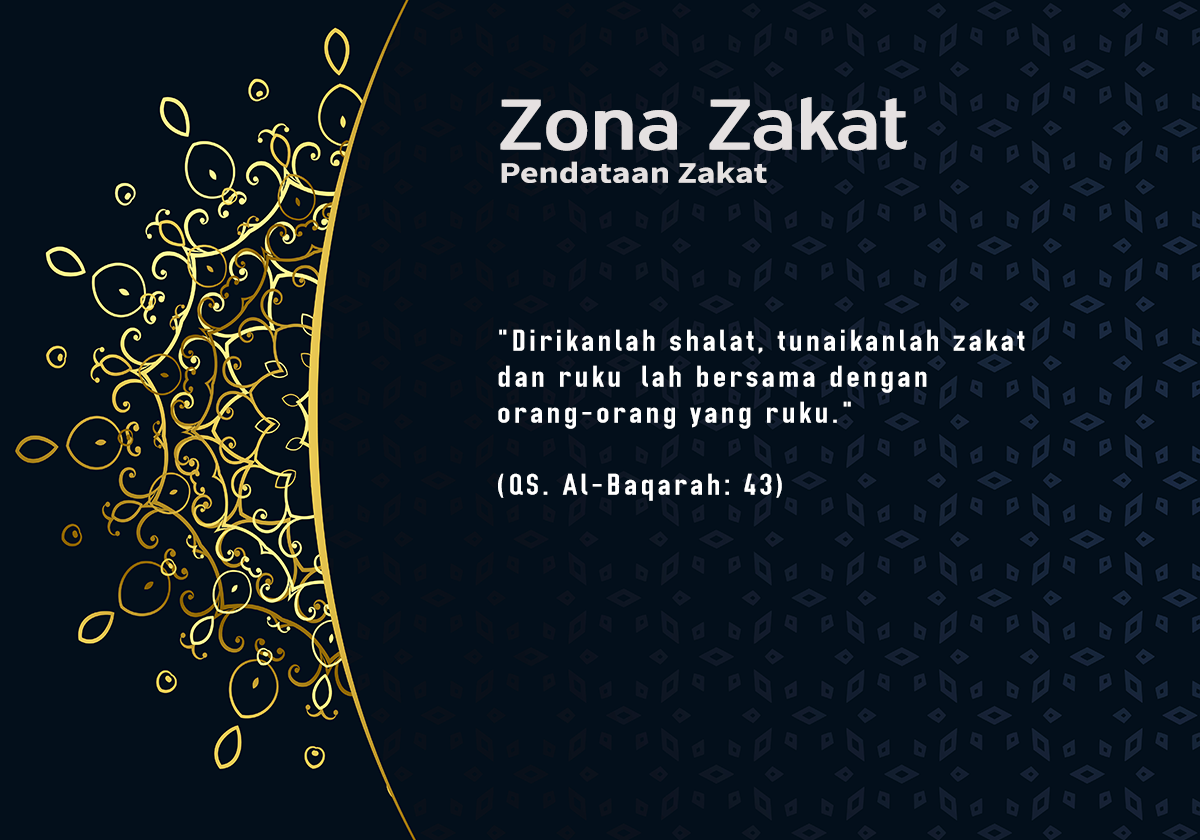 Zona Zakat
Pendataan Zakat
"Dirikanlah shalat, tunaikanlah zakat
dan ruku lah bersama dengan
orang-orang yang ruku."
(QS. Al-Baqarah: 43)